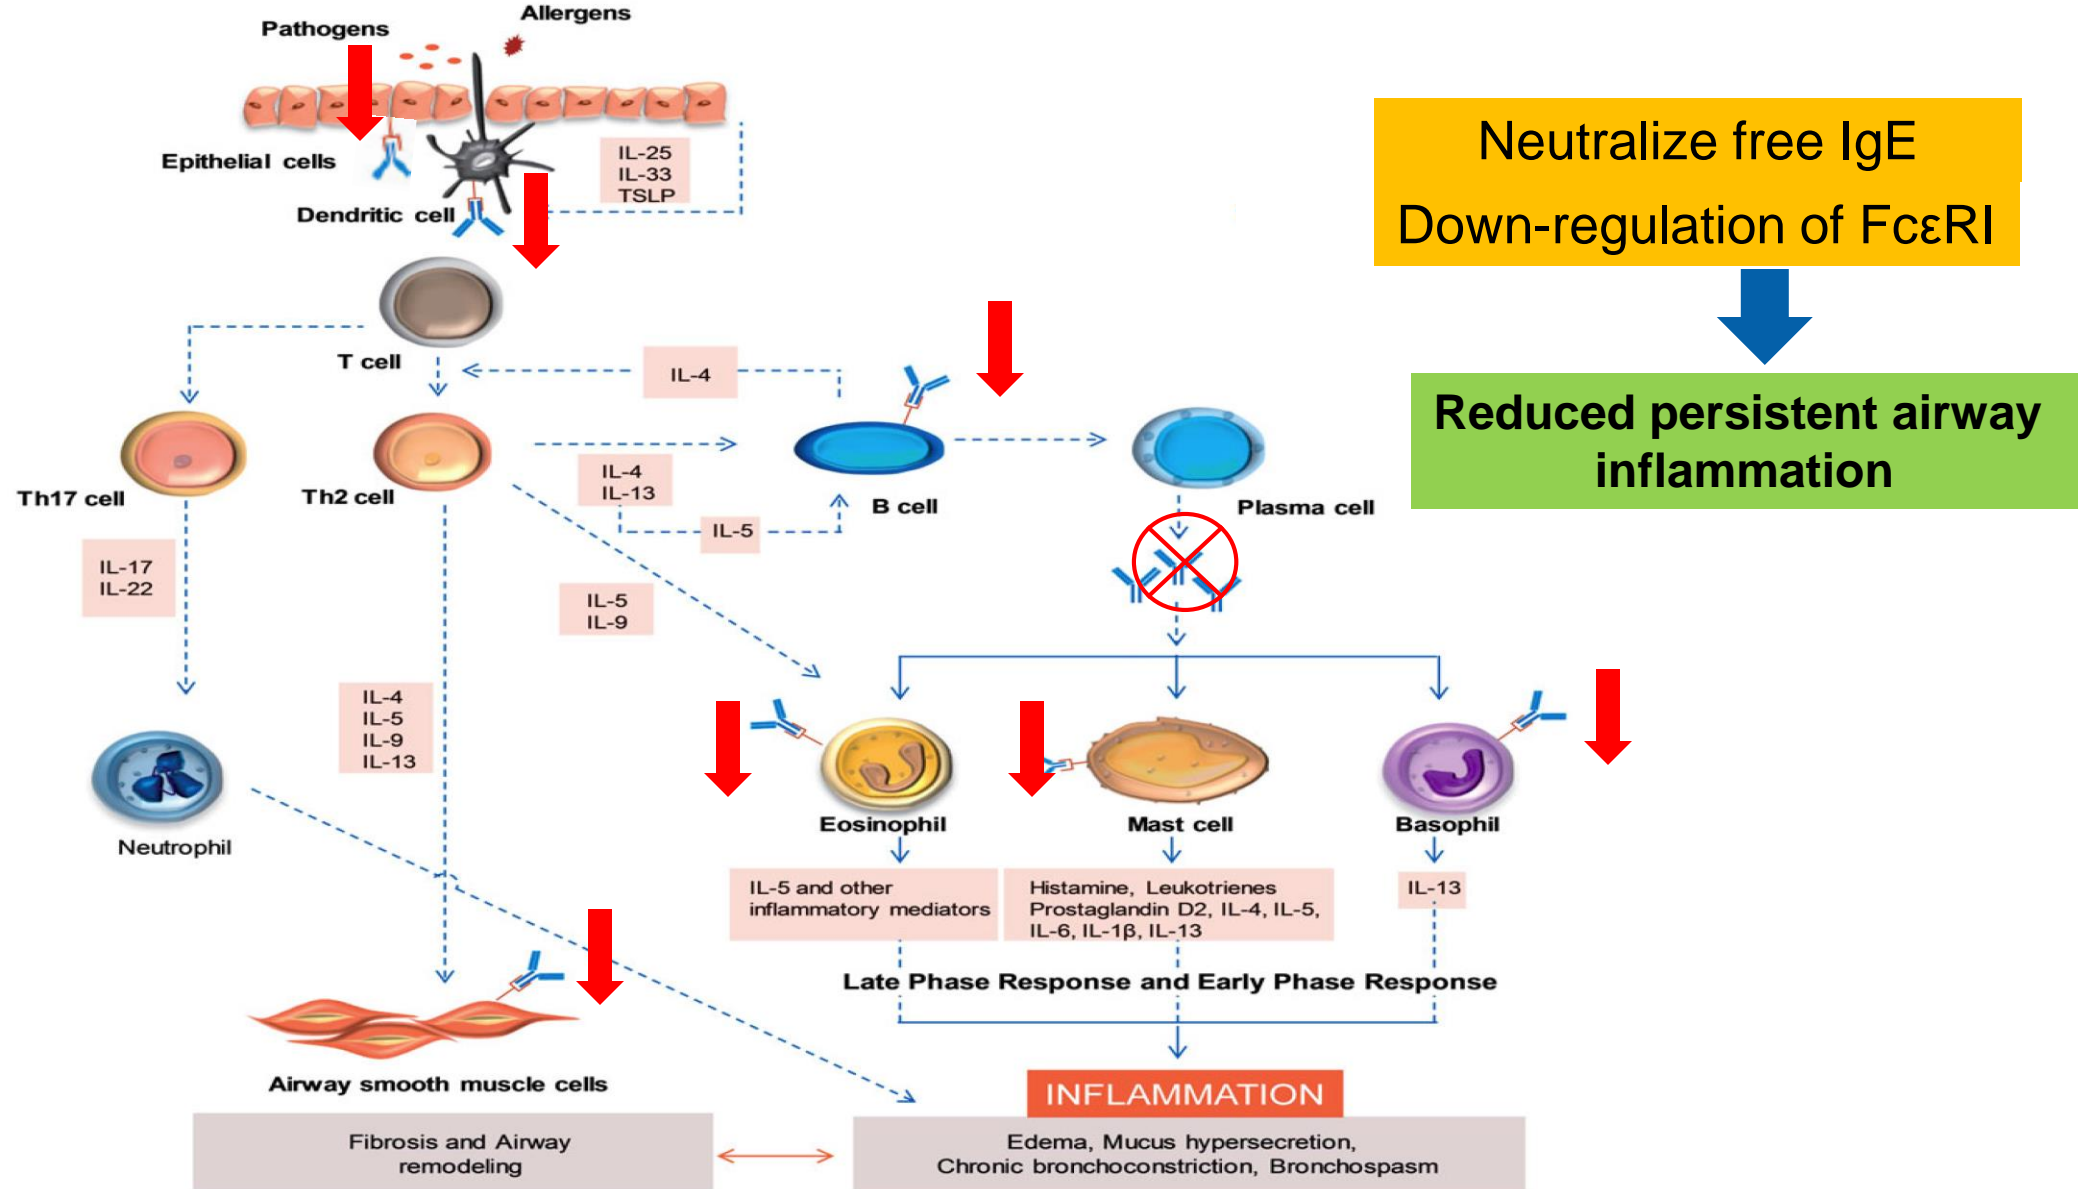 Pathogens
Allergens
Epithelial cells
IL-25
IL-33
TSLP
Dendritic cell
Neutralize free IgE
Down-regulation of FcεRI
Reduced persistent airway
inflammation
T cell
IL-4
Th17 cell
Th2 cell
IL-4
IL-13
IL-5
B cell
Plasma cell
IL-17
IL-22
IL-5
IL-9
IL-4
IL-5
IL-9
IL-13
Neutrophil
Eosinophil
Mast cell
Basophil
IL-5 and other
inflammatory mediators
Histamine, Leukotrienes
Prostaglandin D2, IL-4, IL-5,
IL-6, IL-1β, IL-13
IL-13
Late Phase Response and Early Phase Response
Airway smooth muscle cells
INFLAMMATION
Fibrosis and Airway
remodeling
Edema, Mucus hypersecretion,
Chronic bronchoconstriction, Bronchospasm